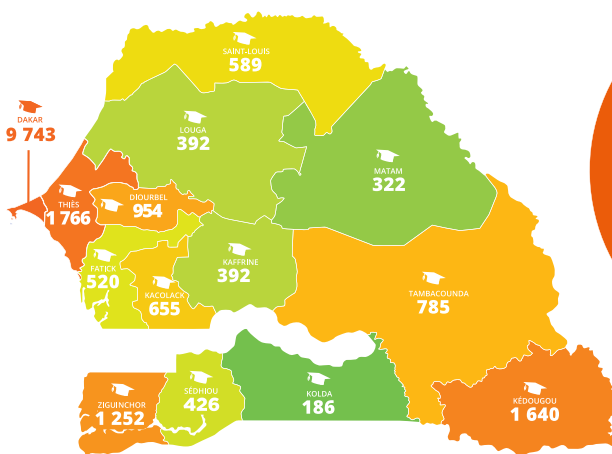 SAINT-LOUIS
589
DAKAR
9 743
LOUGA
392
MATAM
322
THIÈS
1 766
DIOURBEL
954
FATICK
520
KAFFRINE
392
KACOLACK
655
TAMBACOUNDA
785
ZIGUINCHOR
1 252
SÉDHIOU
426
KOLDA
186
KÉDOUGOU
1 640